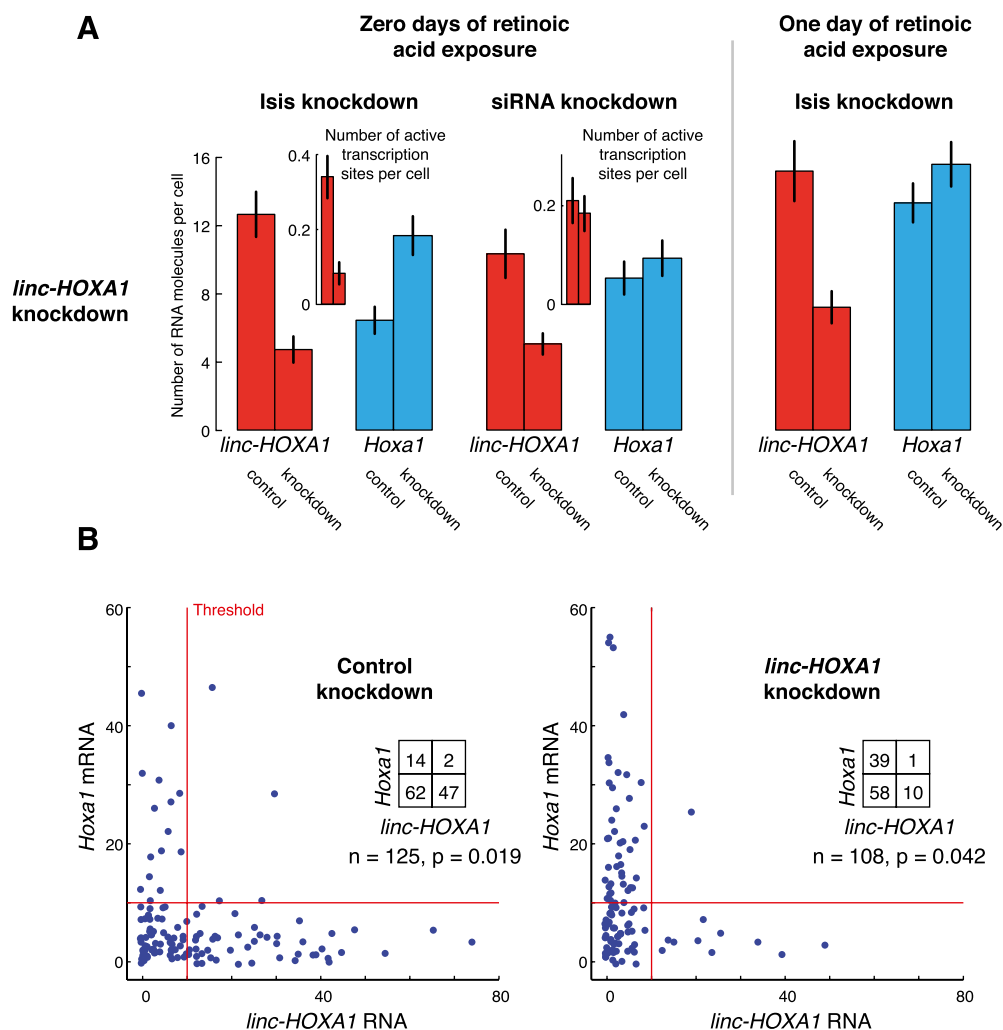 A
Zero days of retinoic
acid exposure
One day of retinoic
acid exposure
Isis knockdown
siRNA knockdown
Isis knockdown
linc-HOXA1
knockdown
Number of RNA molecules per cell
16
12
8
4
0
Number of active
transcription
sites per cell
0.4
0.2
0
Number of active
transcription
sites per cell
0.2
0
linc-HOXA1
Hoxa1
linc-HOXA1
Hoxa1
linc-HOXA1
Hoxa1
control
knockdown
control
knockdown
control
knockdown
control
knockdown
control
knockdown
control
knockdown
B
Hoxa1 mRNA
60
40
20
0
Threshold
Control
knockdown
Hoxa1
14 2
62 47
linc-HOXA1
n = 125, p = 0.019
0 40 80
linc-HOXA1 RNA
Hoxa1 mRNA
60
40
20
0
linc-HOXA1
knockdown
Hoxa1
39 1
58 10
linc-HOXA1
n = 108, p = 0.042
0 40 80
linc-HOXA1 RNA